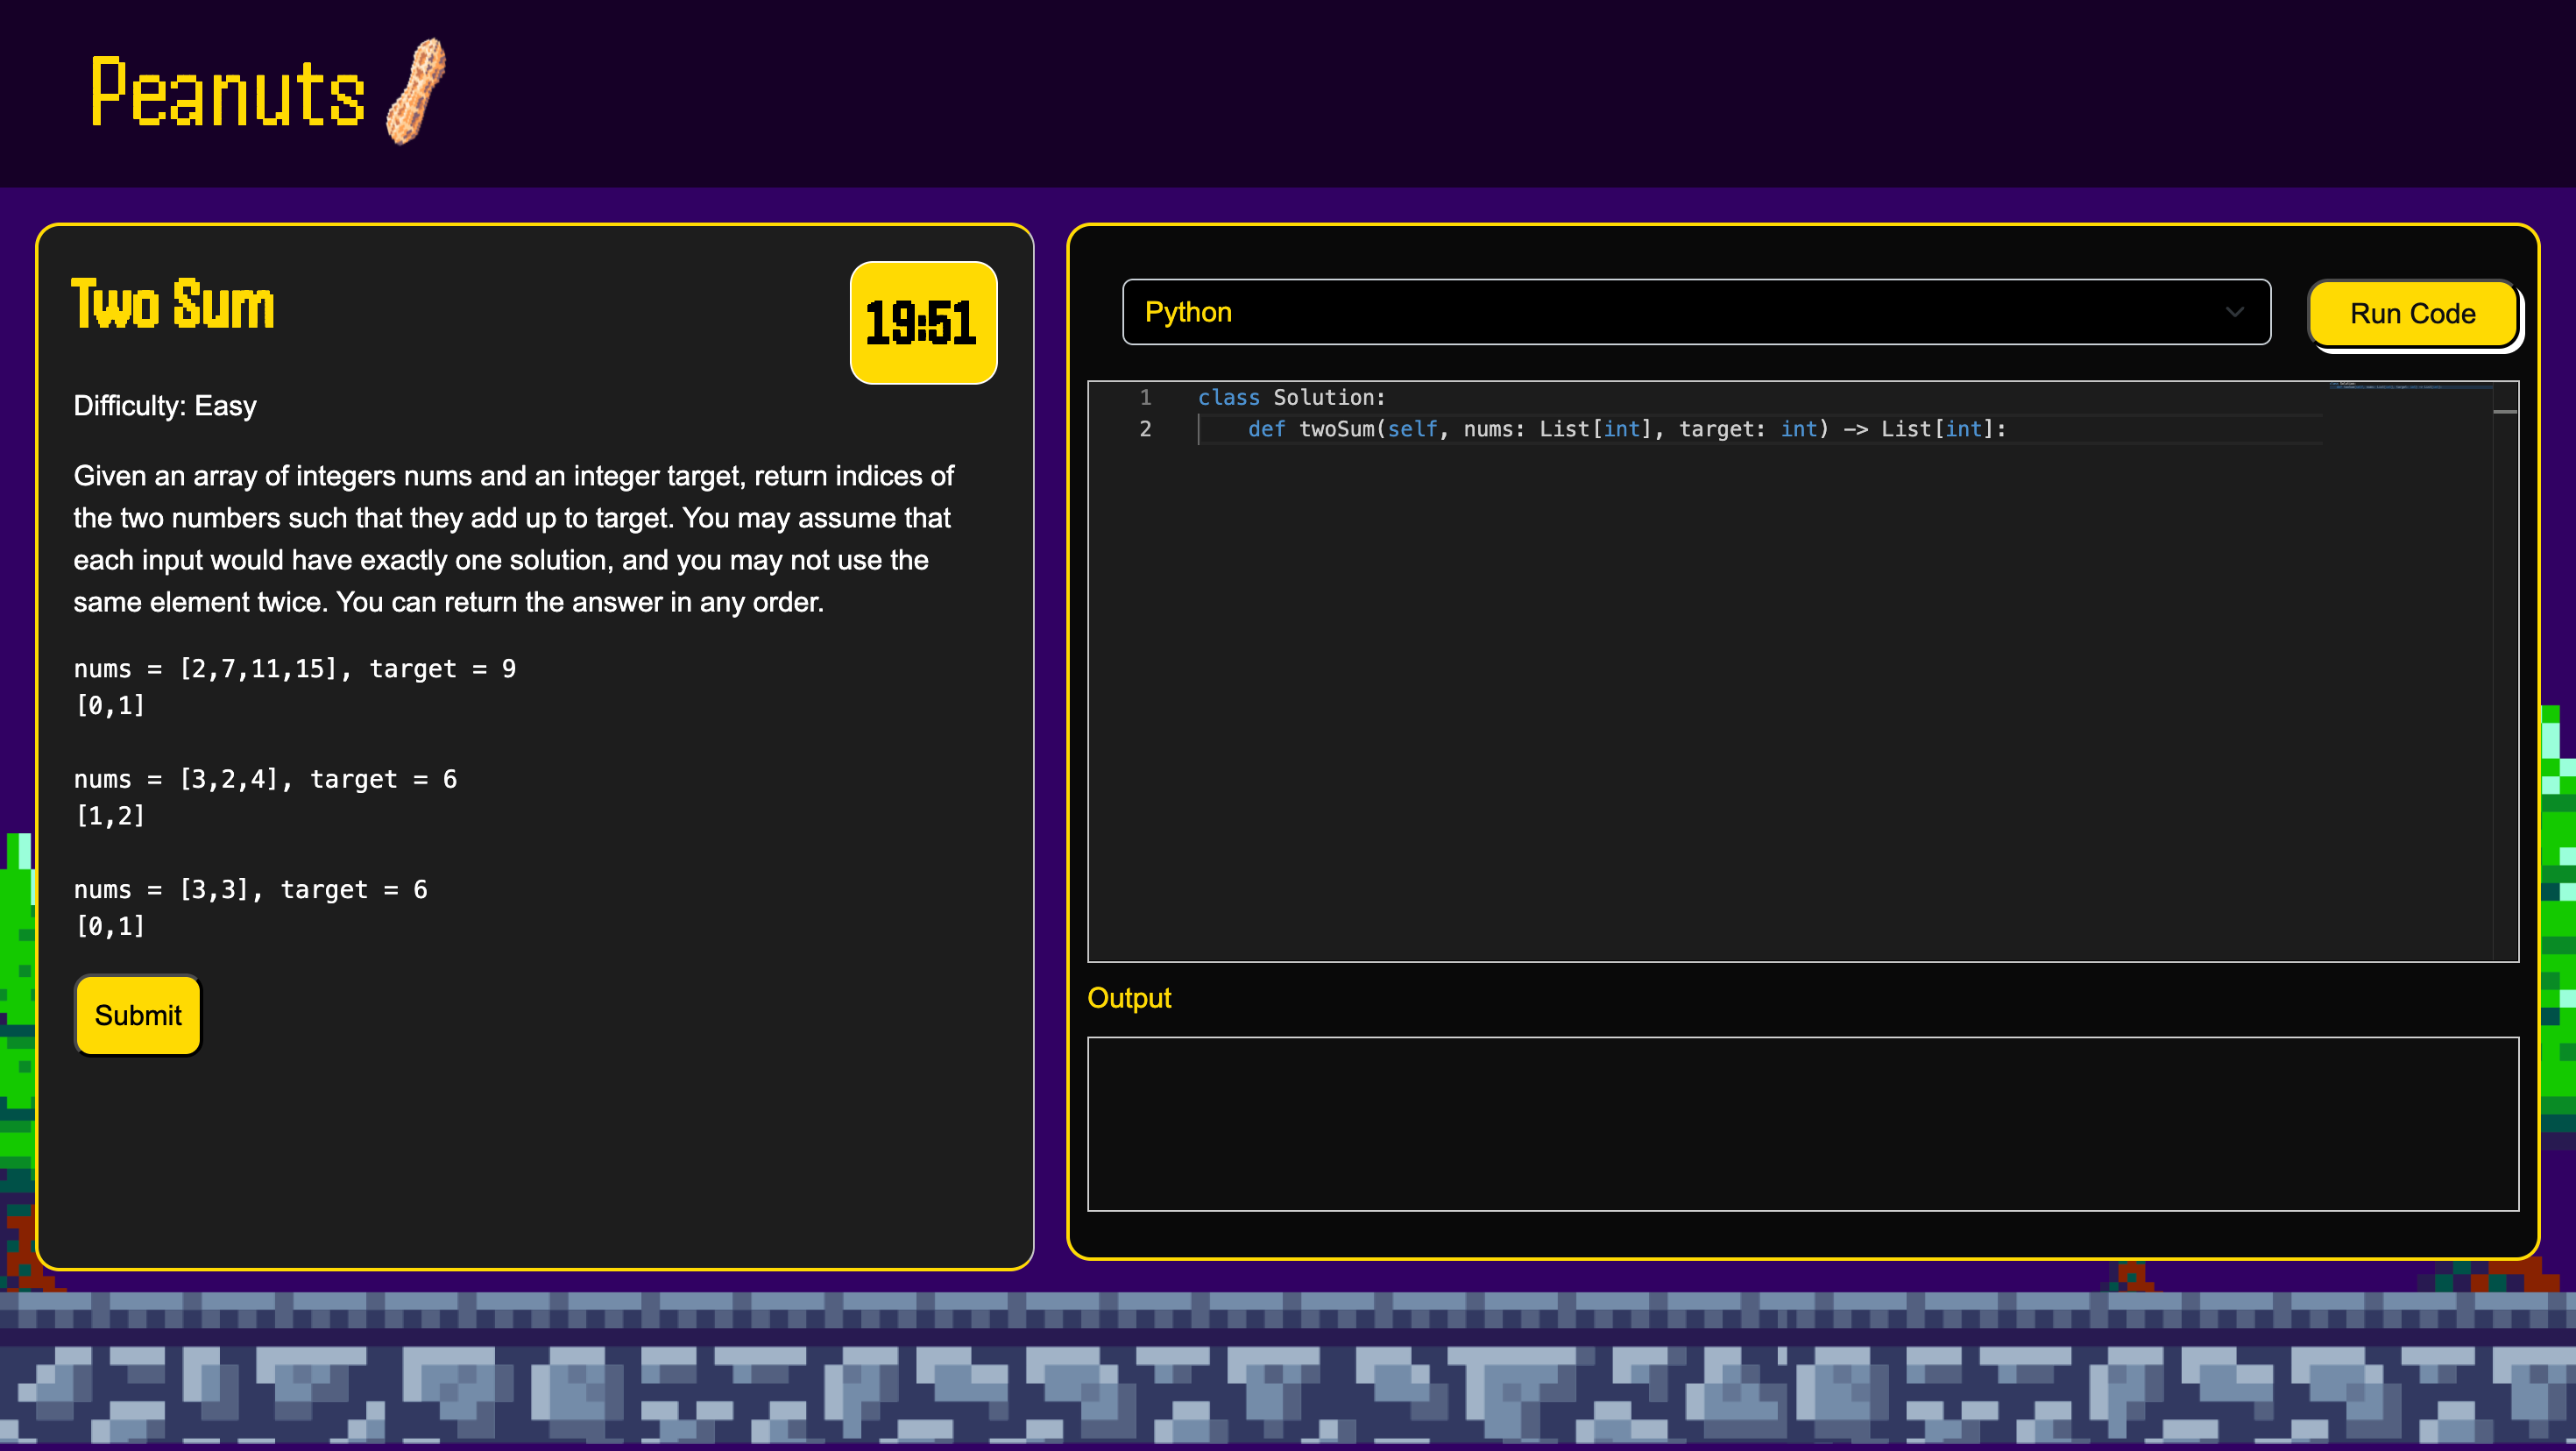 Peanuts
Two Sum
19:51
Difficulty: Easy
Given an array of integers nums and an integer target, return indices of
the two numbers such that they add up to target. You may assume that
each input would have exactly one solution, and you may not use the
same element twice. You can return the answer in any order.
nums = [2,7,11,15], target = 9
[0,1]
nums = [3,2,4], target = 6
[1,2]
nums = [3,3], target = 6
[0,1]
Submit
Python
Run Code
1 class Solution:
2 def twoSum(self, nums: List[int], target: int) -> List[int]:
Output